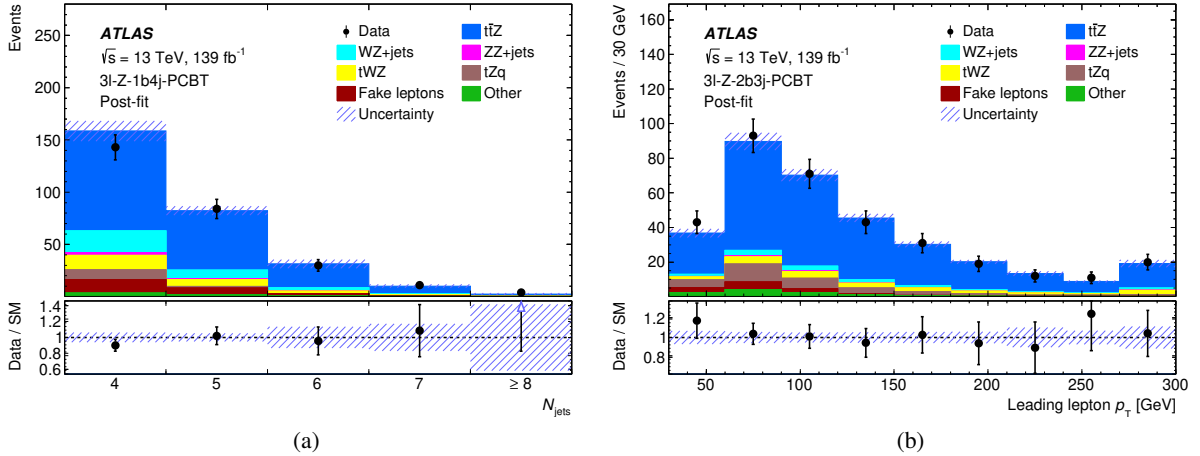 Events
250
200
150
100
50
ATLAS
√s = 13 TeV, 139 fb⁻¹
3l-Z-1b4j-PCBT
Post-fit
Data
tt̄Z
WZ+jets
ZZ+jets
tWZ
tZq
Fake leptons
Other
Uncertainty
Data / SM
1.4
1.2
1
0.8
0.6
4 5 6 7 ≥ 8
N_jets
(a)
Events / 30 GeV
160
140
120
100
80
60
40
20
ATLAS
√s = 13 TeV, 139 fb⁻¹
3l-Z-2b3j-PCBT
Post-fit
Data
tt̄Z
WZ+jets
ZZ+jets
tWZ
tZq
Fake leptons
Other
Uncertainty
Data / SM
1.2
1
0.8
50 100 150 200 250 300
Leading lepton p_T [GeV]
(b)